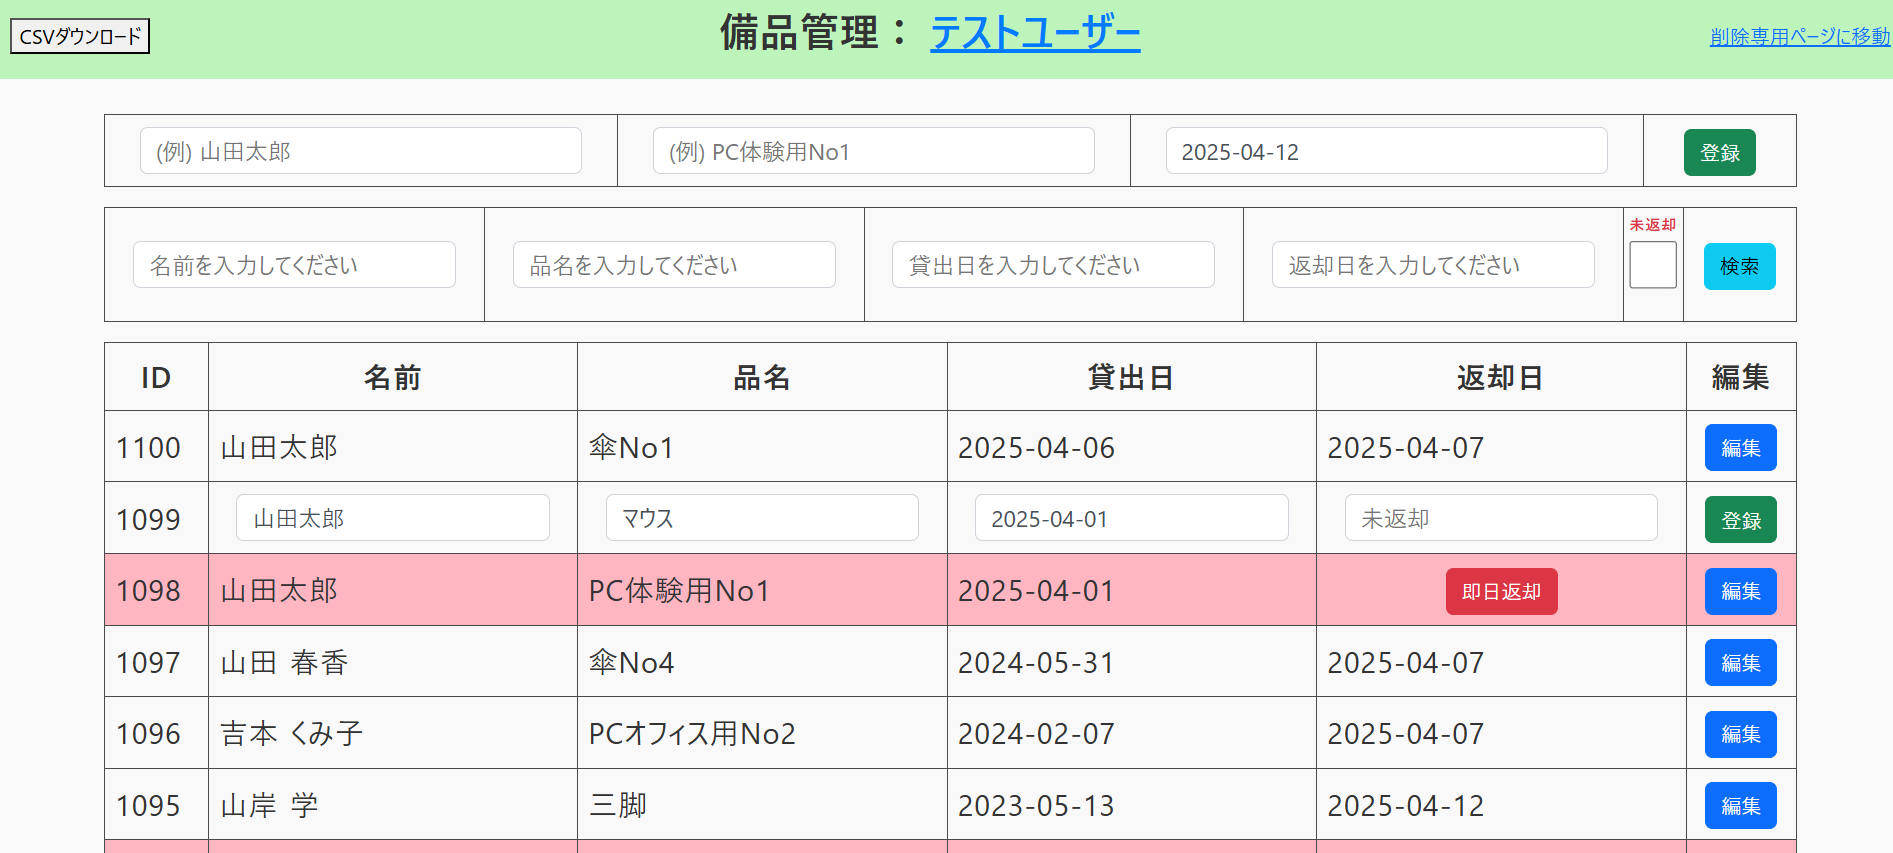 CSVダウンロード
備品管理： テストユーザー
削除専用ページに移動
(例) 山田太郎 (例) PC体験用No1 2025-04-12 登録
未返却
名前を入力してください 品名を入力してください 貸出日を入力してください 返却日を入力してください 検索
ID 名前 品名 貸出日 返却日 編集
1100 山田太郎 傘No1 2025-04-06 2025-04-07 編集
1099 山田太郎 マウス 2025-04-01 未返却 登録
1098 山田太郎 PC体験用No1 2025-04-01 即日返却 編集
1097 山田 春香 傘No4 2024-05-31 2025-04-07 編集
1096 吉本 くみ子 PCオフィス用No2 2024-02-07 2025-04-07 編集
1095 山岸 学 三脚 2023-05-13 2025-04-12 編集